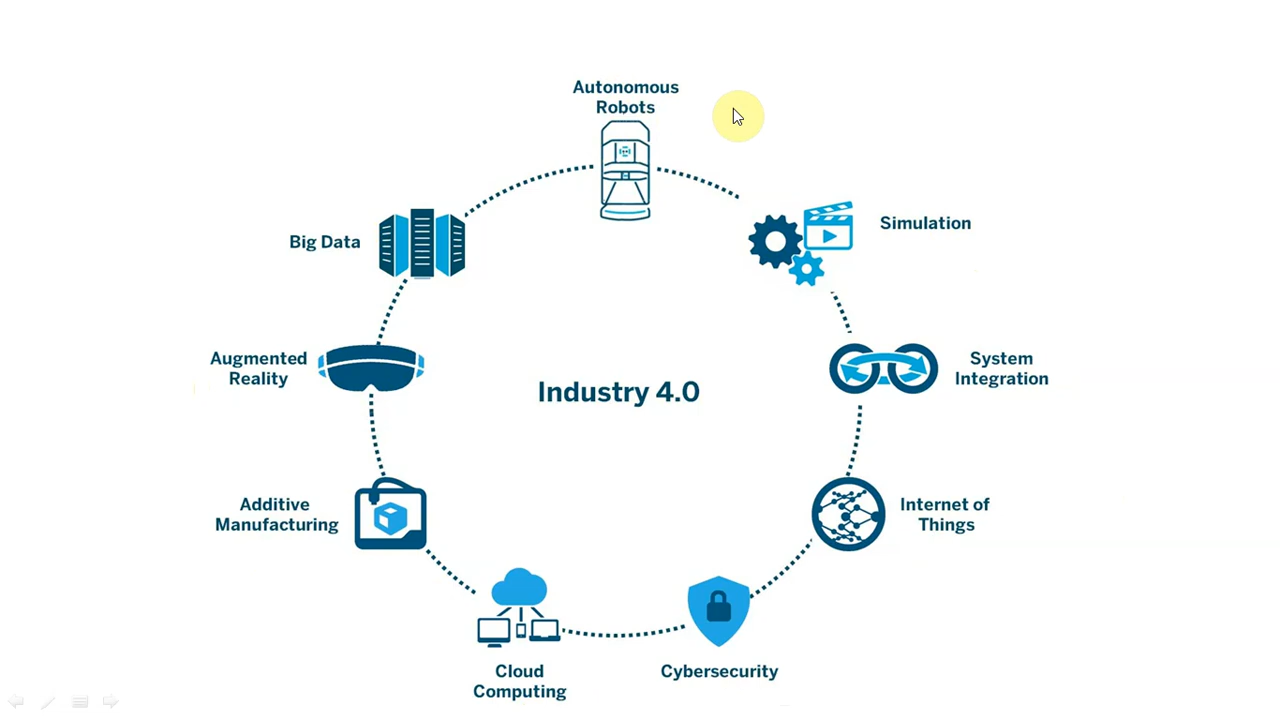 Autonomous
Robots
Simulation
Big Data
System
Integration
Augmented
Reality
Industry 4.0
Internet of
Things
Additive
Manufacturing
Cybersecurity
Cloud
Computing